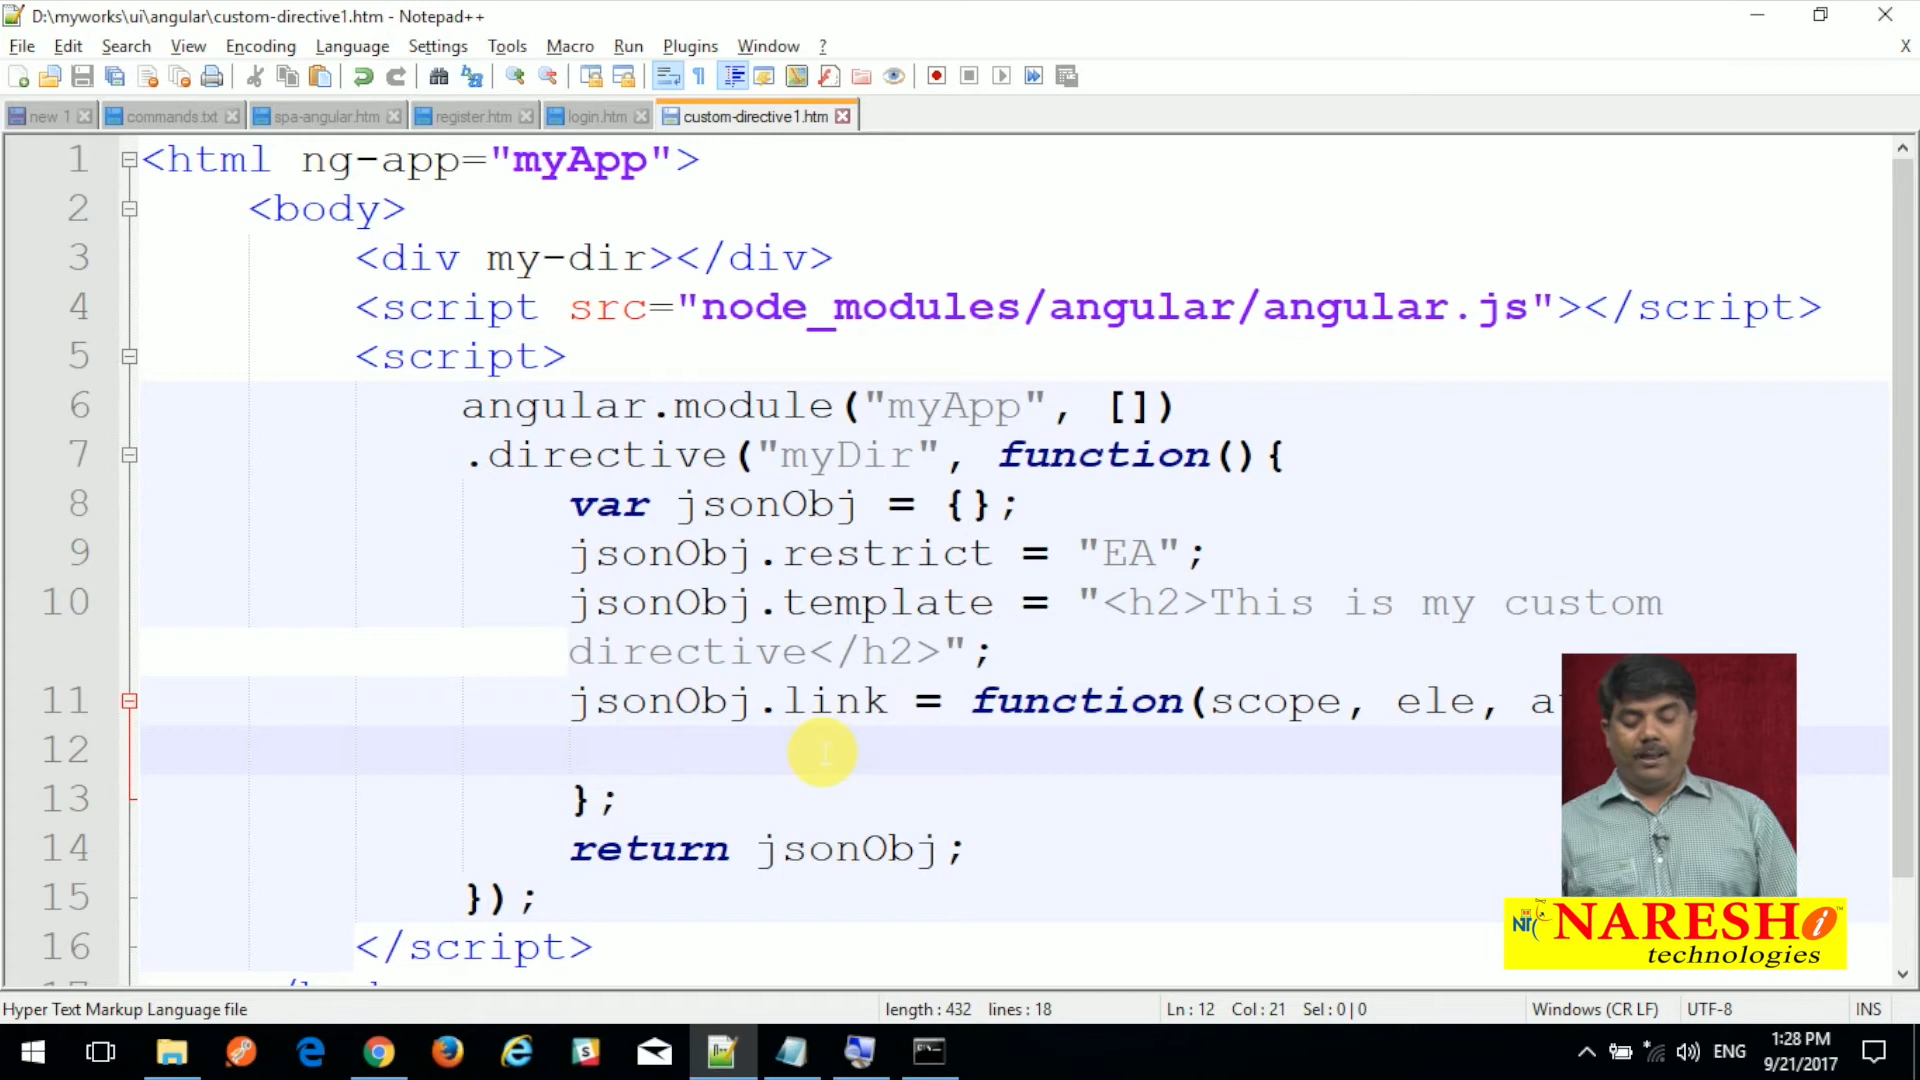 D:\myworks\ui\angular\custom-directive1.htm - Notepad++
File Edit Search View Encoding Language Settings Tools Macro Run Plugins Window ? X
new 1 commands.txt spa-angular.htm register.htm login.htm custom-directive1.htm
1 <html ng-app="myApp">
2 <body>
3 <div my-dir></div>
4 <script src="node_modules/angular/angular.js"></script>
5 <script>
6 angular.module("myApp", [])
7 .directive("myDir", function(){
8 var jsonObj = {};
9 jsonObj.restrict = "EA";
10 jsonObj.template = "<h2>This is my custom
directive</h2>";
11 jsonObj.link = function(scope, ele,
12
13 };
14 return jsonObj;
15 });
16 </script>
NARESH i
technologies
Hyper Text Markup Language file length : 432 lines : 18 Ln : 12 Col : 21 Sel : 0 | 0 Windows (CR LF) UTF-8 INS
ENG 1:28 PM
9/21/2017